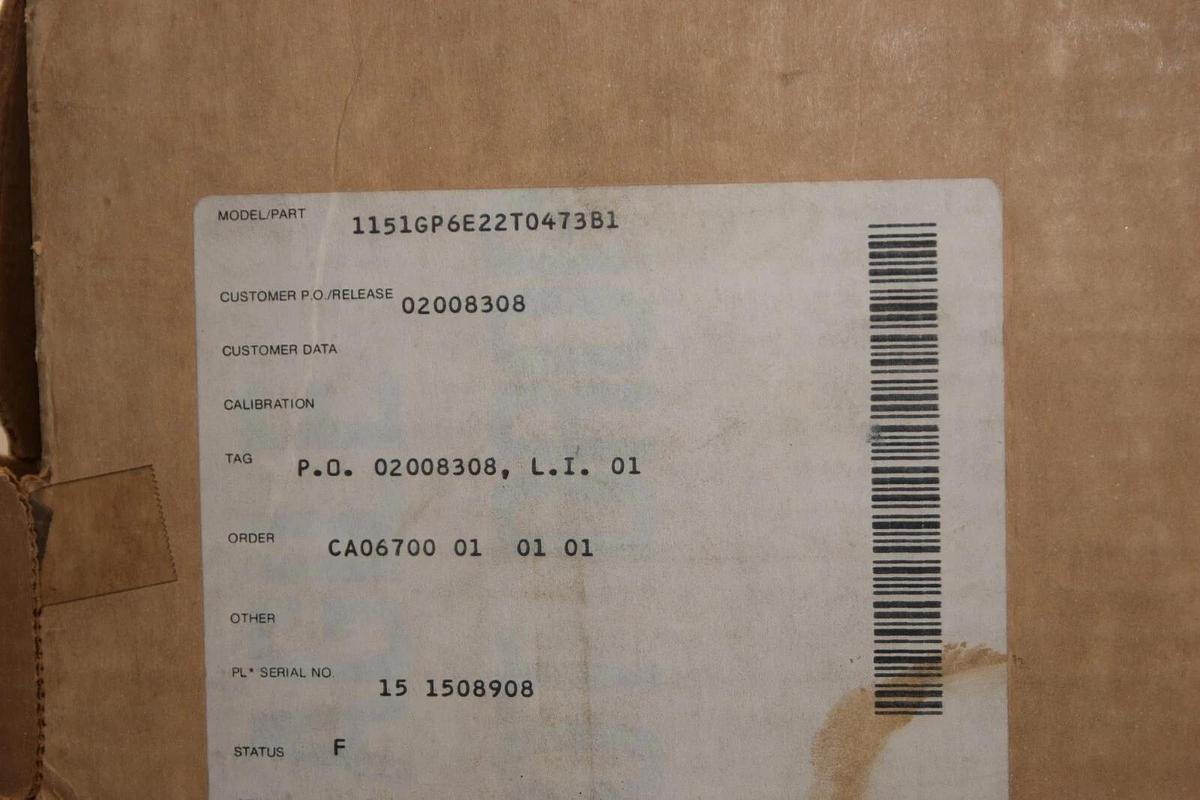 MODEL/PART 1151GP6E22T0473B1
CUSTOMER P.O./RELEASE 02008308
CUSTOMER DATA
CALIBRATION
TAG P.O. 02008308, L.I. 01
ORDER CA06700 01 01 01
OTHER
PL* SERIAL NO. 15 1508908
STATUS F